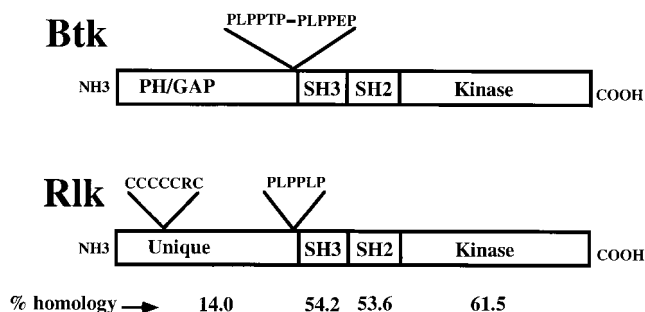 PLPPTP-PLPPEP
Btk
NH3 PH/GAP SH3 SH2 Kinase COOH
CCCCCRC PLPPLP
Rlk
NH3 Unique SH3 SH2 Kinase COOH
% homology 14.0 54.2 53.6 61.5